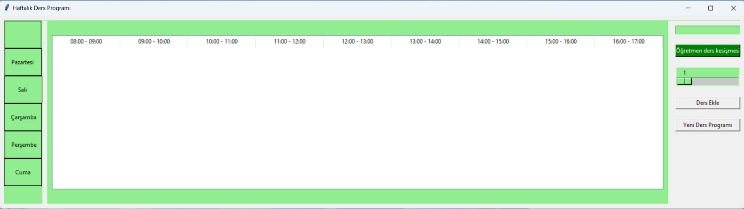 Haftalık Ders Programı
08:00 - 09:00 09:00 - 10:00 10:00 - 11:00 11:00 - 12:00 12:00 - 13:00 13:00 - 14:00 14:00 - 15:00 15:00 - 16:00 16:00 - 17:00
Pazartesi
Salı
Çarşamba
Perşembe
Cuma
Öğretmen ders kesişmesi
1
Ders Ekle
Yeni Ders Programı